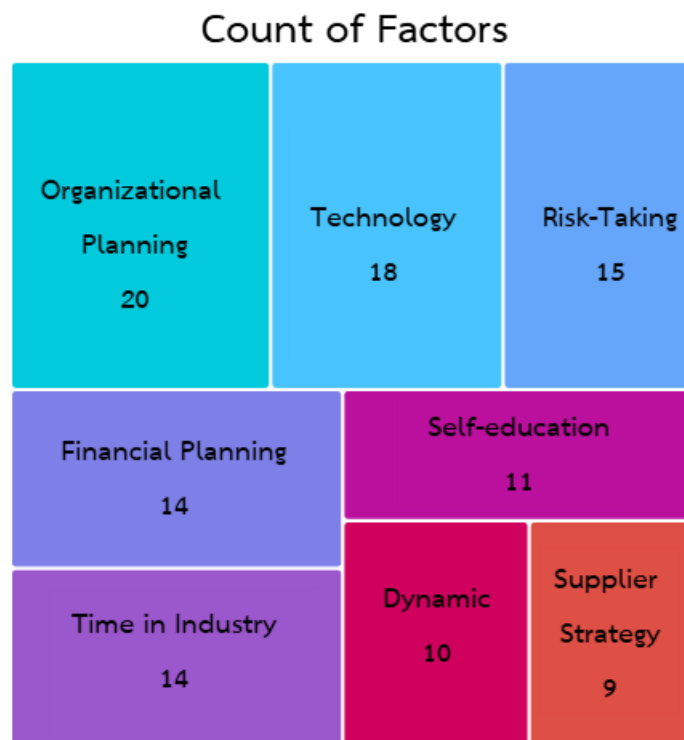 Count of Factors
Organizational
Planning
20
Technology
18
Risk-Taking
15
Financial Planning
14
Self-education
11
Time in Industry
14
Dynamic
10
Supplier
Strategy
9